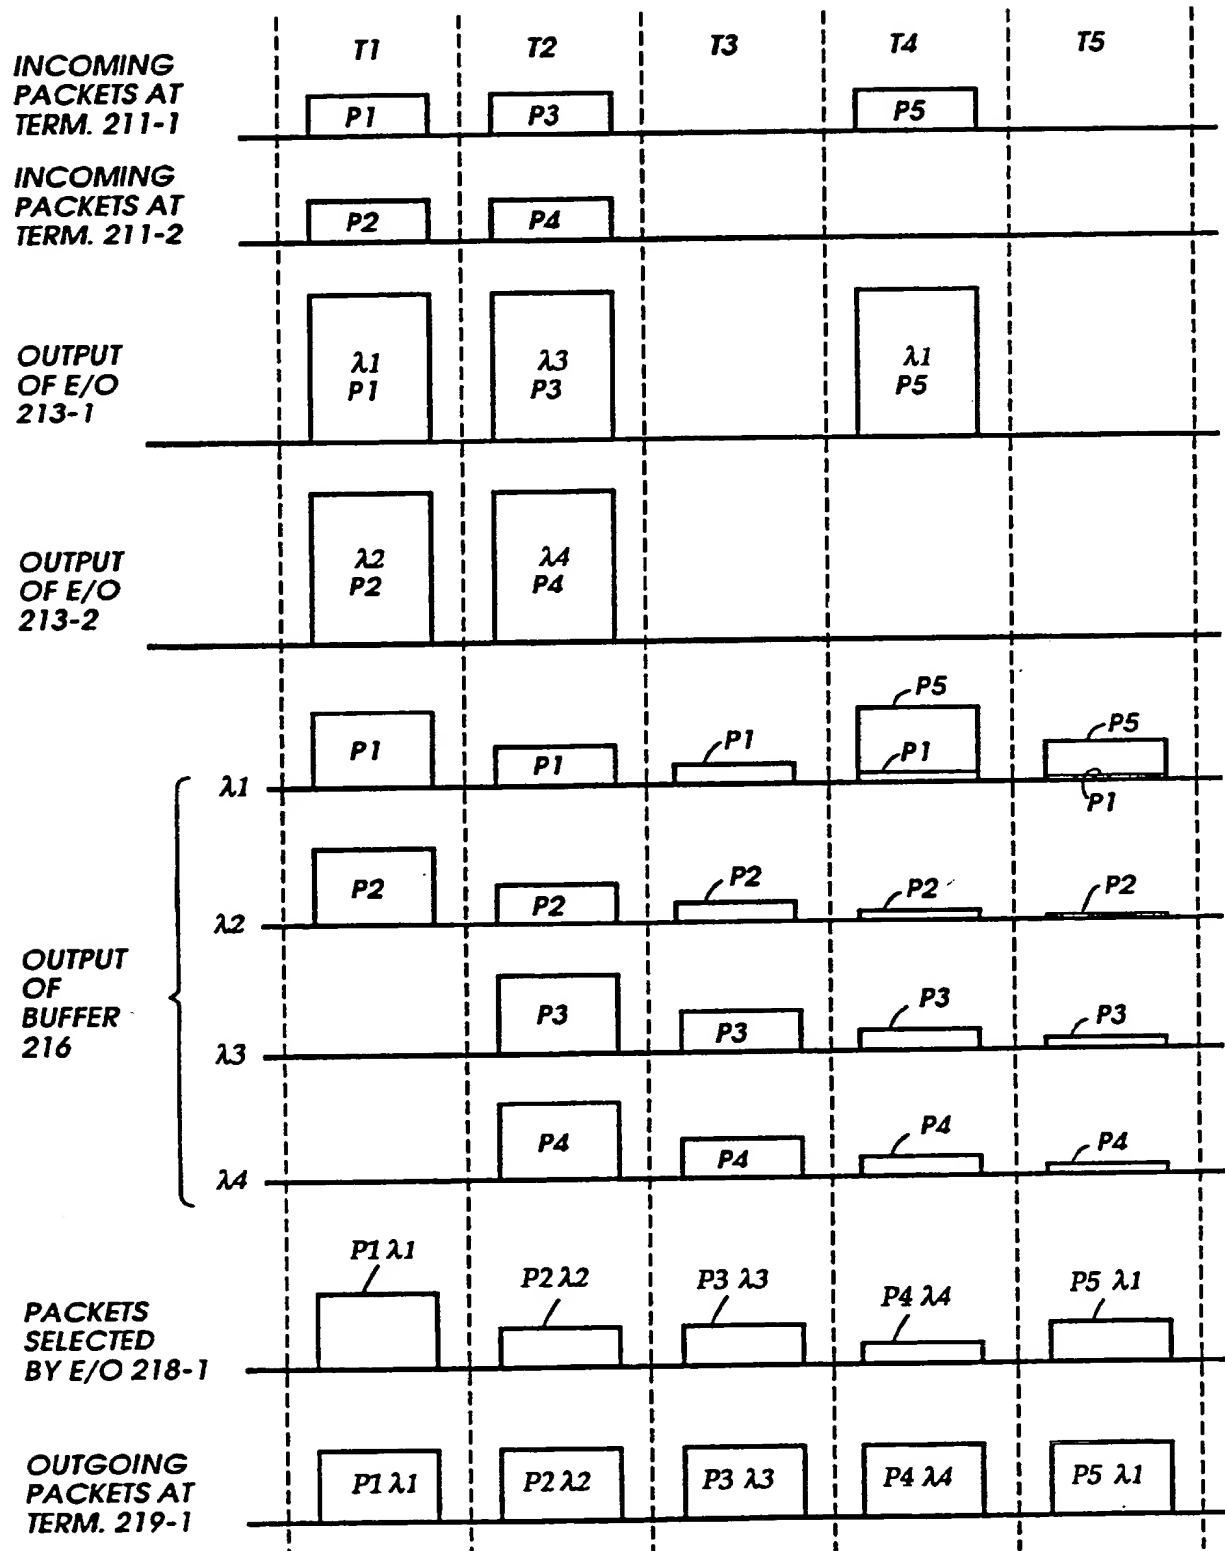 T1 T2 T3 T4 T5
INCOMING
PACKETS AT
TERM. 211-1
P1 P3 P5
INCOMING
PACKETS AT
TERM. 211-2
P2 P4
OUTPUT
OF E/O
213-1
λ1 λ3 λ1
P1 P3 P5
OUTPUT
OF E/O
213-2
λ2 λ4
P2 P4
OUTPUT
OF
BUFFER
216
λ1
P1 P1 P1 P5 P1 P5 P1
λ2
P2 P2 P2 P2 P2
λ3
P3 P3 P3 P3
λ4
P4 P4 P4 P4
PACKETS
SELECTED
BY E/O 218-1
P1 λ1 P2 λ2 P3 λ3 P4 λ4 P5 λ1
OUTGOING
PACKETS AT
TERM. 219-1
P1 λ1 P2 λ2 P3 λ3 P4 λ4 P5 λ1